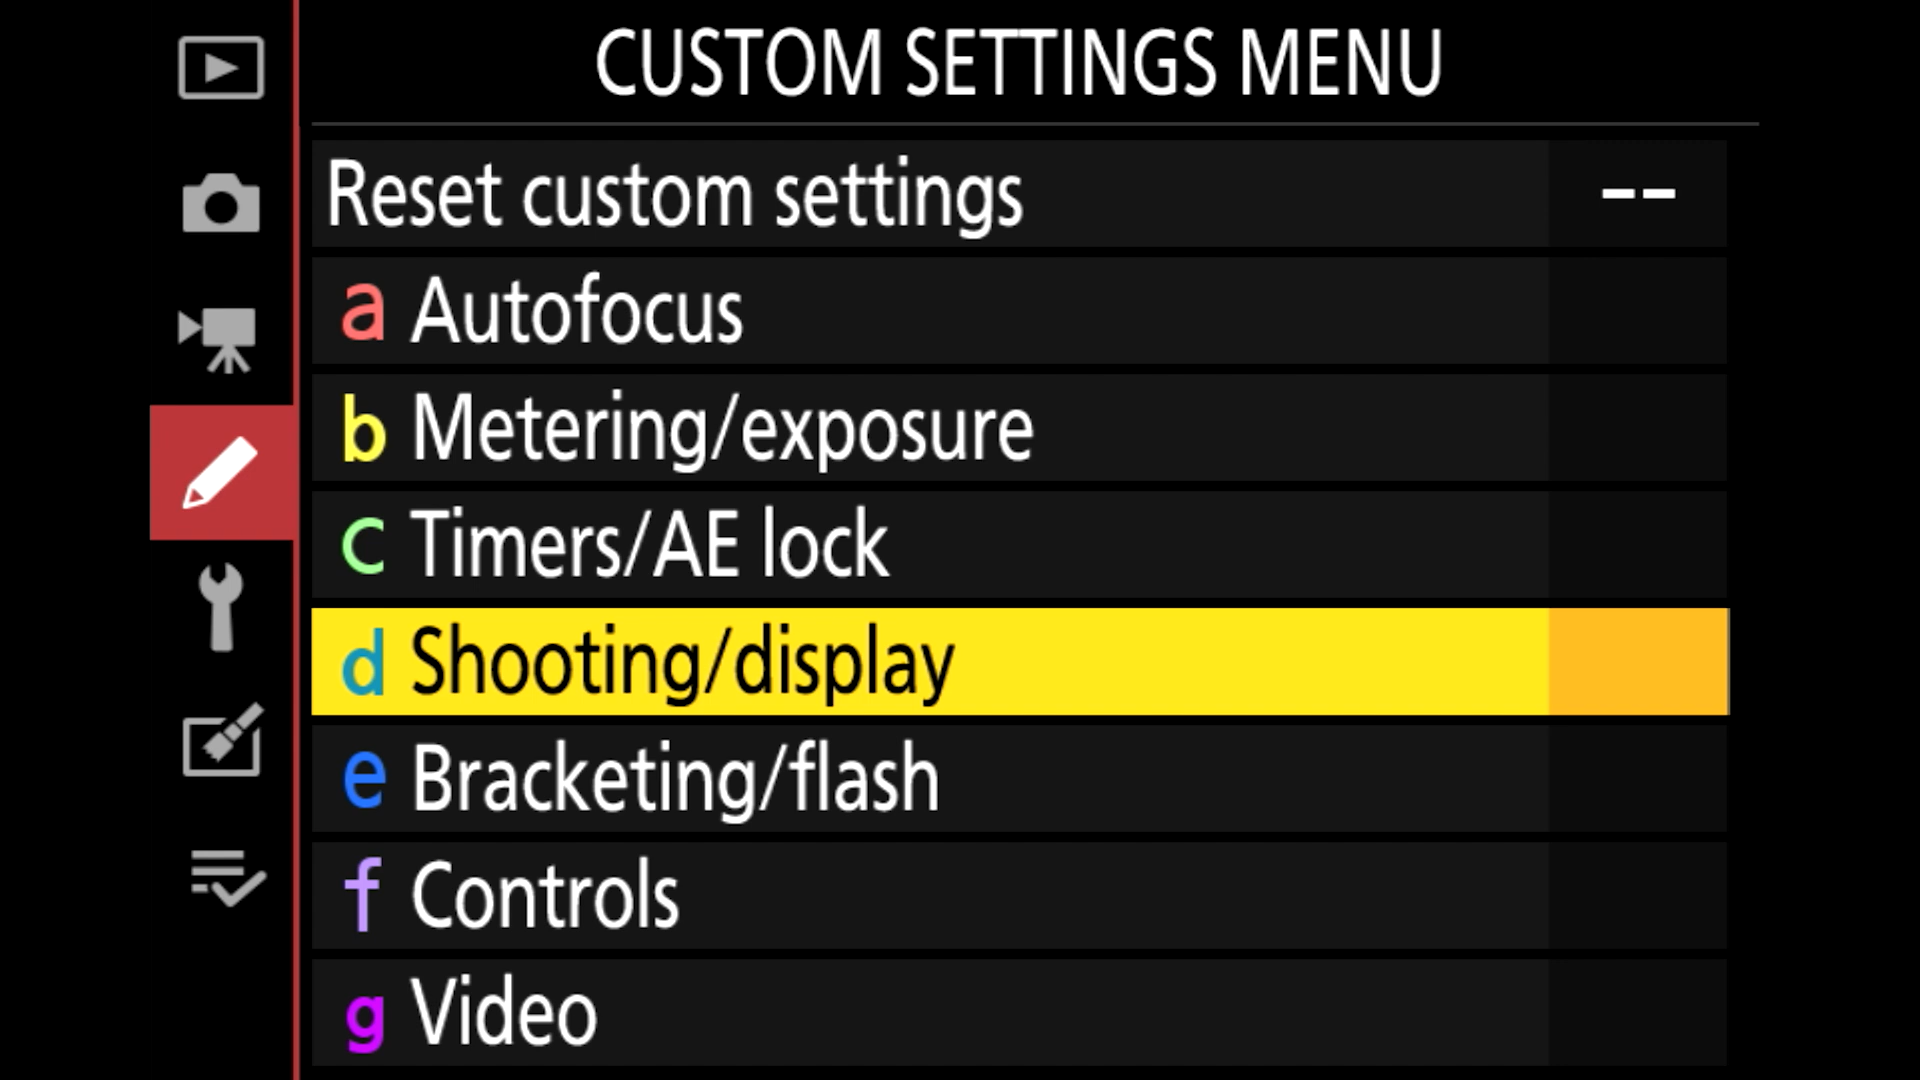 CUSTOM SETTINGS MENU
Reset custom settings --
a Autofocus
b Metering/exposure
c Timers/AE lock
d Shooting/display
e Bracketing/flash
f Controls
g Video